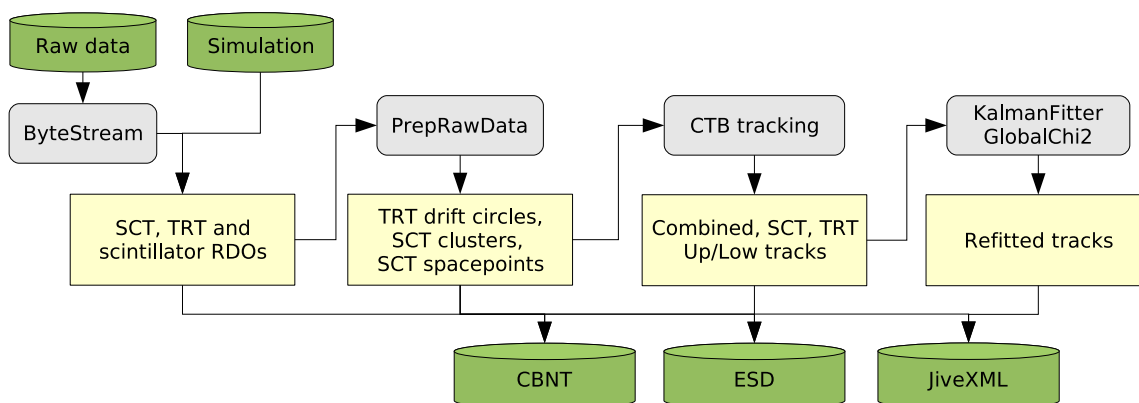 Raw data
Simulation
ByteStream
PrepRawData
CTB tracking
KalmanFitter
GlobalChi2
SCT, TRT and
scintillator RDOs
TRT drift circles,
SCT clusters,
SCT spacepoints
Combined, SCT, TRT
Up/Low tracks
Refitted tracks
CBNT
ESD
JiveXML